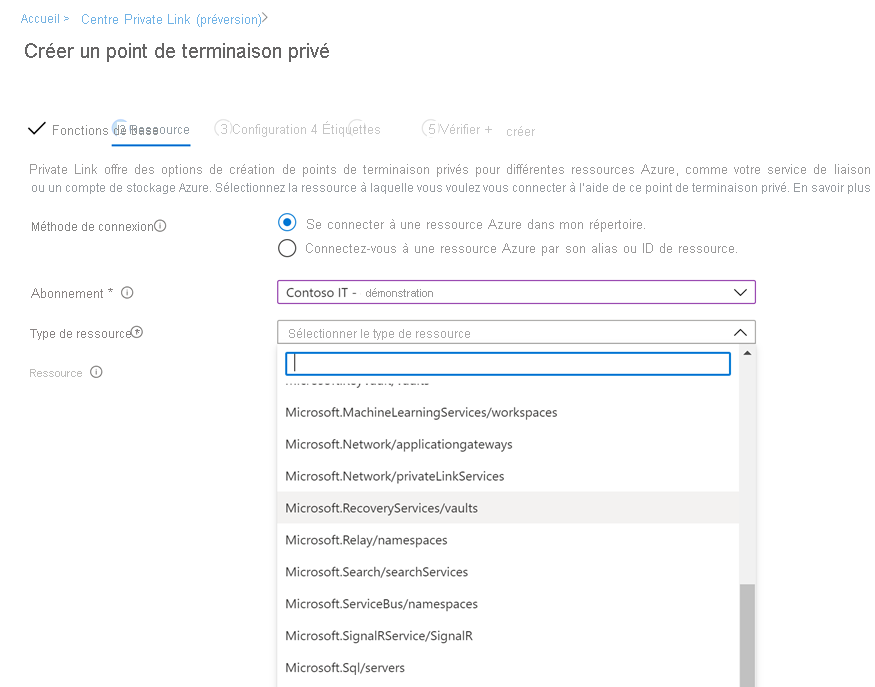 Accueil > Centre Private Link (préversion)>
Créer un point de terminaison privé
Fonctions de base 2 Ressource 3 Configuration 4 Étiquettes 5 Vérifier + créer
Private Link offre des options de création de points de terminaison privés pour différentes ressources Azure, comme votre service de liaison
ou un compte de stockage Azure. Sélectionnez la ressource à laquelle vous voulez vous connecter à l'aide de ce point de terminaison privé. En savoir plus
Méthode de connexion
Se connecter à une ressource Azure dans mon répertoire.
Connectez-vous à une ressource Azure par son alias ou ID de ressource.
Abonnement *
Contoso IT - démonstration
Type de ressource *
Sélectionner le type de ressource
Ressource
Microsoft.KeyVault/vaults
Microsoft.MachineLearningServices/workspaces
Microsoft.Network/applicationgateways
Microsoft.Network/privateLinkServices
Microsoft.RecoveryServices/vaults
Microsoft.Relay/namespaces
Microsoft.Search/searchServices
Microsoft.ServiceBus/namespaces
Microsoft.SignalRService/SignalR
Microsoft.Sql/servers